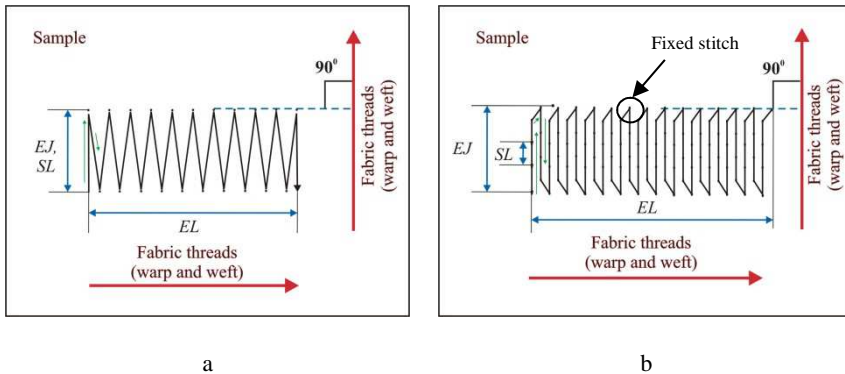 Sample
90⁰
EJ,
SL
EL
Fabric threads
(warp and weft)
Fabric threads
(warp and weft)
a
Sample
Fixed stitch
90⁰
EJ
SL
EL
Fabric threads
(warp and weft)
Fabric threads
(warp and weft)
b